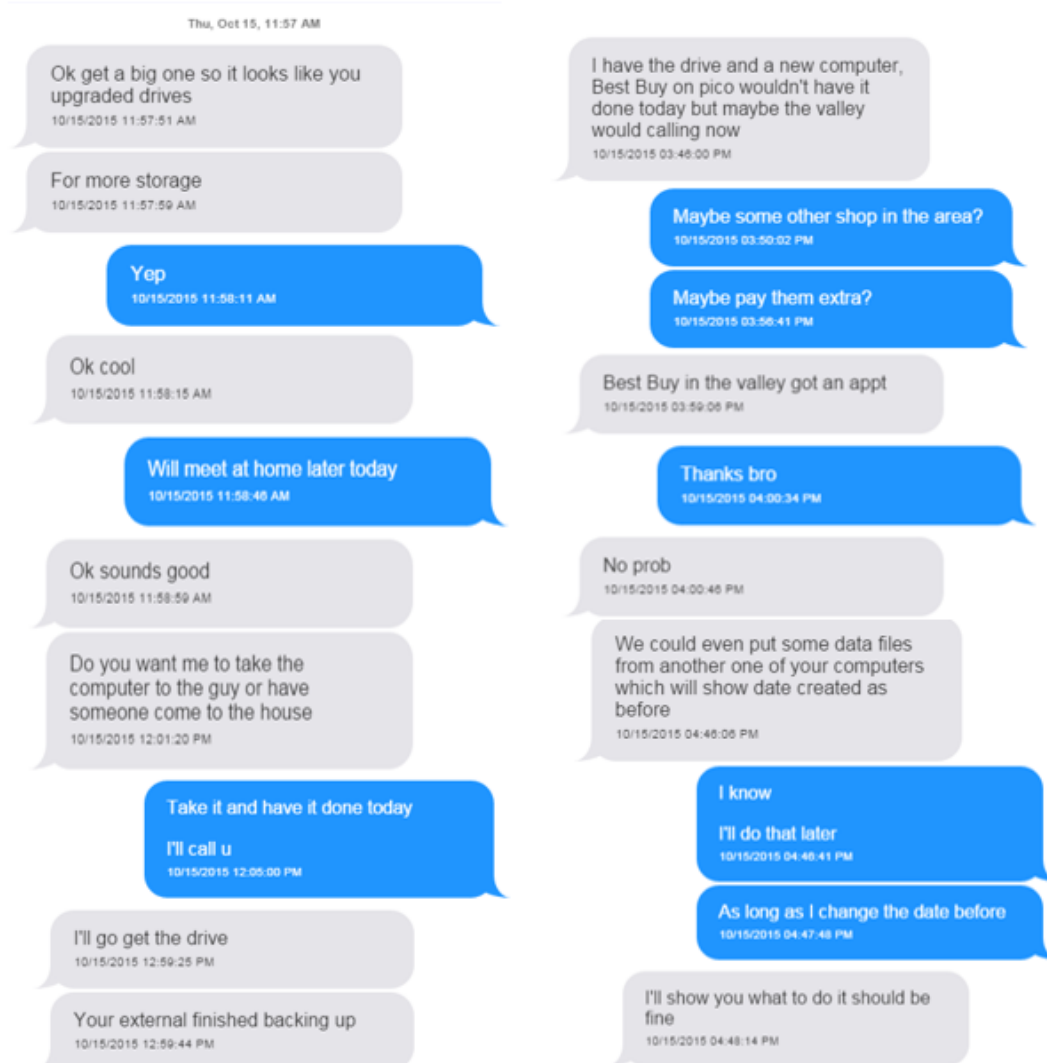 Thu, Oct 15, 11:57 AM
Ok get a big one so it looks like you
upgraded drives
10/15/2015 11:57:51 AM
For more storage
10/15/2015 11:57:59 AM
Yep
10/15/2015 11:58:11 AM
Ok cool
10/15/2015 11:58:15 AM
Will meet at home later today
10/15/2015 11:58:46 AM
Ok sounds good
10/15/2015 11:58:59 AM
Do you want me to take the
computer to the guy or have
someone come to the house
10/15/2015 12:01:20 PM
Take it and have it done today
I'll call u
10/15/2015 12:05:00 PM
I'll go get the drive
10/15/2015 12:59:25 PM
Your external finished backing up
10/15/2015 12:59:44 PM
I have the drive and a new computer,
Best Buy on pico wouldn't have it
done today but maybe the valley
would calling now
10/15/2015 03:46:00 PM
Maybe some other shop in the area?
10/15/2015 03:50:02 PM
Maybe pay them extra?
10/15/2015 03:56:41 PM
Best Buy in the valley got an appt
10/15/2015 03:59:06 PM
Thanks bro
10/15/2015 04:00:34 PM
No prob
10/15/2015 04:00:46 PM
We could even put some data files
from another one of your computers
which will show date created as
before
10/15/2015 04:46:06 PM
I know
I'll do that later
10/15/2015 04:46:41 PM
As long as I change the date before
10/15/2015 04:47:48 PM
I'll show you what to do it should be
fine
10/15/2015 04:48:14 PM